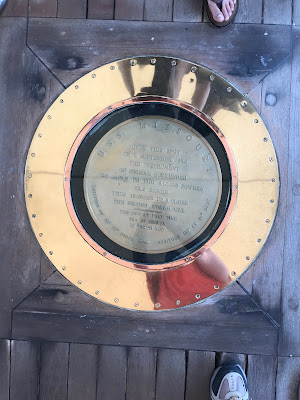 U.S.S. MISSOURI
OVER THIS SPOT
ON 2 SEPTEMBER 1945
THE INSTRUMENT
OF FORMAL SURRENDER
OF JAPAN TO THE ALLIED POWERS
WAS SIGNED
THUS BRINGING TO A CLOSE
THE SECOND WORLD WAR
THE SHIP AT THAT TIME
WAS AT ANCHOR
IN TOKYO BAY